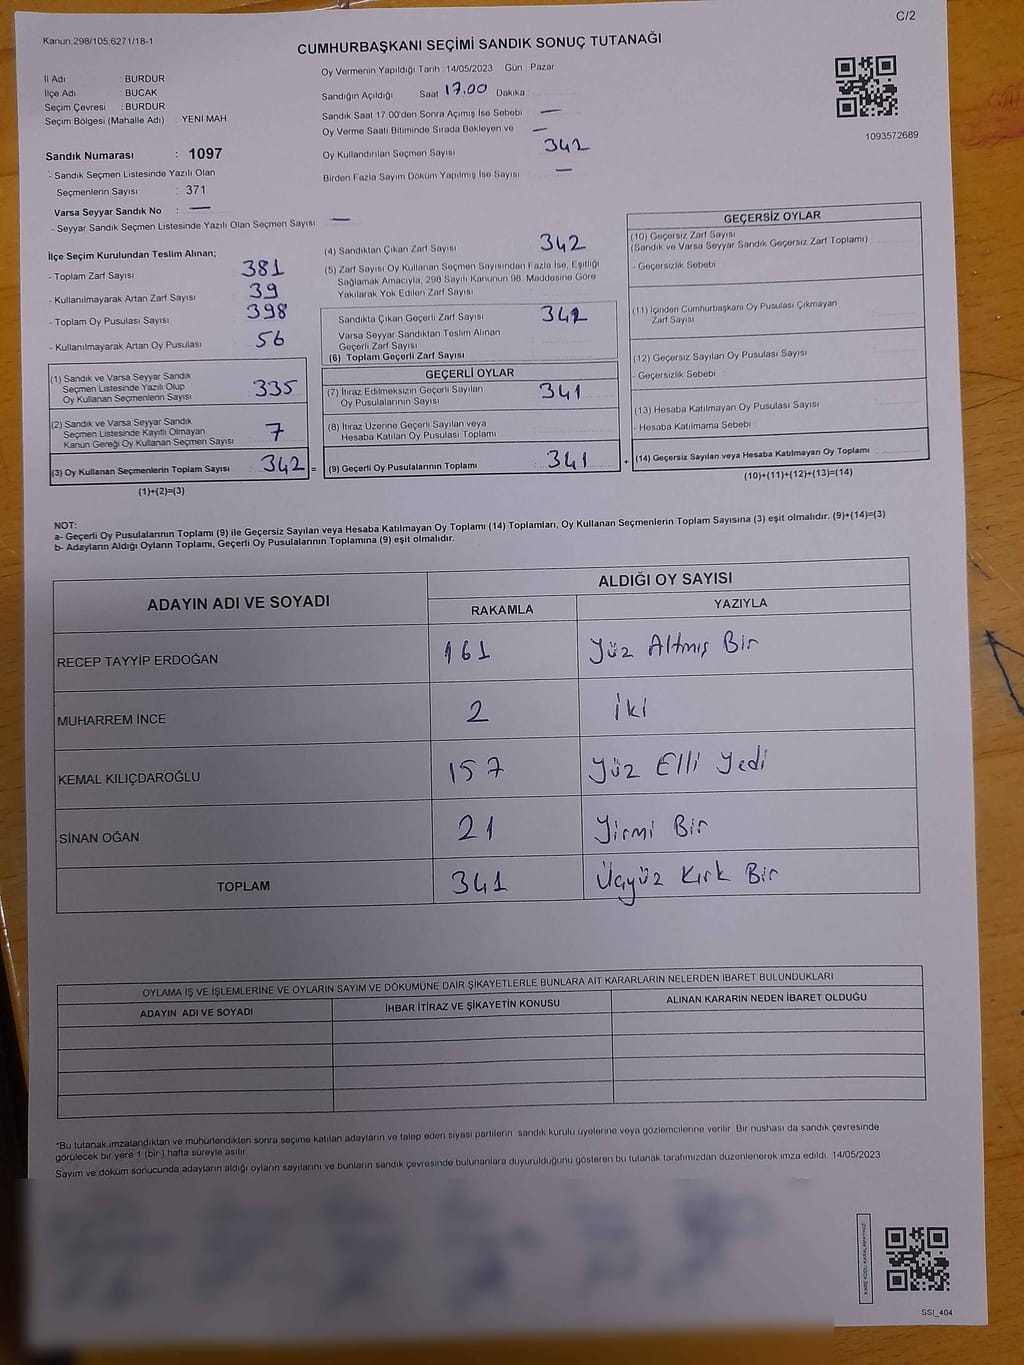 C/2
Kanun 298/105;6271/18-1
CUMHURBAŞKANI SEÇİMİ SANDIK SONUÇ TUTANAĞI
İl Adı : BURDUR
İlçe Adı : BUCAK
Seçim Çevresi : BURDUR
Seçim Bölgesi (Mahalle Adı) : YENİ MAH
Sandık Numarası : 1097
- Sandık Seçmen Listesinde Yazılı Olan
Seçmenlerin Sayısı : 371
Varsa Seyyar Sandık No : —
- Seyyar Sandık Seçmen Listesinde Yazılı Olan Seçmen Sayısı : —
Oy Vermenin Yapıldığı Tarih : 14/05/2023 Gün : Pazar
Sandığın Açıldığı Saat 17.00 Dakika :
Sandık Saat 17:00'den Sonra Açımış İse Sebebi —
Oy Verme Saati Bitiminde Sırada Bekleyen ve —
Oy Kullandırılan Seçmen Sayısı 342
Birden Fazla Sayım Döküm Yapılmış İse Sayısı —
1093572689
İlçe Seçim Kurulundan Teslim Alınan;
- Toplam Zarf Sayısı 381
- Kullanılmayarak Artan Zarf Sayısı 39
- Toplam Oy Pusulası Sayısı 398
- Kullanılmayarak Artan Oy Pusulası 56
(1) Sandık ve Varsa Seyyar Sandık
Seçmen Listesinde Yazılı Olup
Oy Kullanan Seçmenlerin Sayısı 335
(2) Sandık ve Varsa Seyyar Sandık
Seçmen Listesinde Kayıtlı Olmayan
Kanun Gereği Oy Kullanan Seçmen Sayısı 7
(3) Oy Kullanan Seçmenlerin Toplam Sayısı 342 =
(1)+(2)=(3)
(4) Sandıktan Çıkan Zarf Sayısı 342
(5) Zarf Sayısı Oy Kullanan Seçmen Sayısından Fazla İse, Eşitliği
Sağlamak Amacıyla, 298 Sayılı Kanunun 98. Maddesine Göre
Yakılarak Yok Edilen Zarf Sayısı
Sandıkta Çıkan Geçerli Zarf Sayısı 342
Varsa Seyyar Sandıktan Teslim Alınan
Geçerli Zarf Sayısı
(6) Toplam Geçerli Zarf Sayısı
GEÇERLİ OYLAR
(7) İtiraz Edilmeksizin Geçerli Sayılan
Oy Pusulalarının Sayısı 341
(8) İtiraz Üzerine Geçerli Sayılan veya
Hesaba Katılan Oy Pusulası Toplamı
(9) Geçerli Oy Pusulalarının Toplamı 341 +
GEÇERSİZ OYLAR
(10) Geçersiz Zarf Sayısı
(Sandık ve Varsa Seyyar Sandık Geçersiz Zarf Toplamı)
- Geçersizlik Sebebi :
(11) İçinden Cumhurbaşkanı Oy Pusulası Çıkmayan
Zarf Sayısı
(12) Geçersiz Sayılan Oy Pusulası Sayısı
- Geçersizlik Sebebi :
(13) Hesaba Katılmayan Oy Pusulası Sayısı
- Hesaba Katılmama Sebebi :
(14) Geçersiz Sayılan veya Hesaba Katılmayan Oy Toplamı
(10)+(11)+(12)+(13)=(14)
NOT:
a- Geçerli Oy Pusulalarının Toplamı (9) ile Geçersiz Sayılan veya Hesaba Katılmayan Oy Toplamı (14) Toplamları, Oy Kullanan Seçmenlerin Toplam Sayısına (3) eşit olmalıdır. (9)+(14)=(3)
b- Adayların Aldığı Oyların Toplamı, Geçerli Oy Pusulalarının Toplamına (9) eşit olmalıdır.
ADAYIN ADI VE SOYADI ALDIĞI OY SAYISI
RAKAMLA YAZIYLA
RECEP TAYYİP ERDOĞAN 161 Yüz Altmış Bir
MUHARREM İNCE 2 İki
KEMAL KILIÇDAROĞLU 157 Yüz Elli Yedi
SİNAN OĞAN 21 Yirmi Bir
TOPLAM 341 Üçyüz Kırk Bir
OYLAMA İŞ VE İŞLEMLERİNE VE OYLARIN SAYIM VE DÖKÜMÜNE DAİR ŞİKAYETLERLE BUNLARA AİT KARARLARIN NELERDEN İBARET BULUNDUKLARI
ADAYIN ADI VE SOYADI İHBAR İTİRAZ VE ŞİKAYETİN KONUSU ALINAN KARARIN NEDEN İBARET OLDUĞU
*Bu tutanak imzalandıktan ve mühürlendikten sonra seçime katılan adayların ve talep eden siyasi partilerin sandık kurulu üyelerine veya gözlemcilerine verilir. Bir nüshası da sandık çevresinde
görülecek bir yere 1 (bir) hafta süreyle asılır.
Sayım ve döküm sonucunda adayların aldığı oyların sayılarını ve bunların sandık çevresinde bulunanlara duyurulduğunu gösteren bu tutanak tarafımızdan düzenlenerek imza edildi. 14/05/2023
KARE KODU KARALAMAYINIZ!
SSI_404